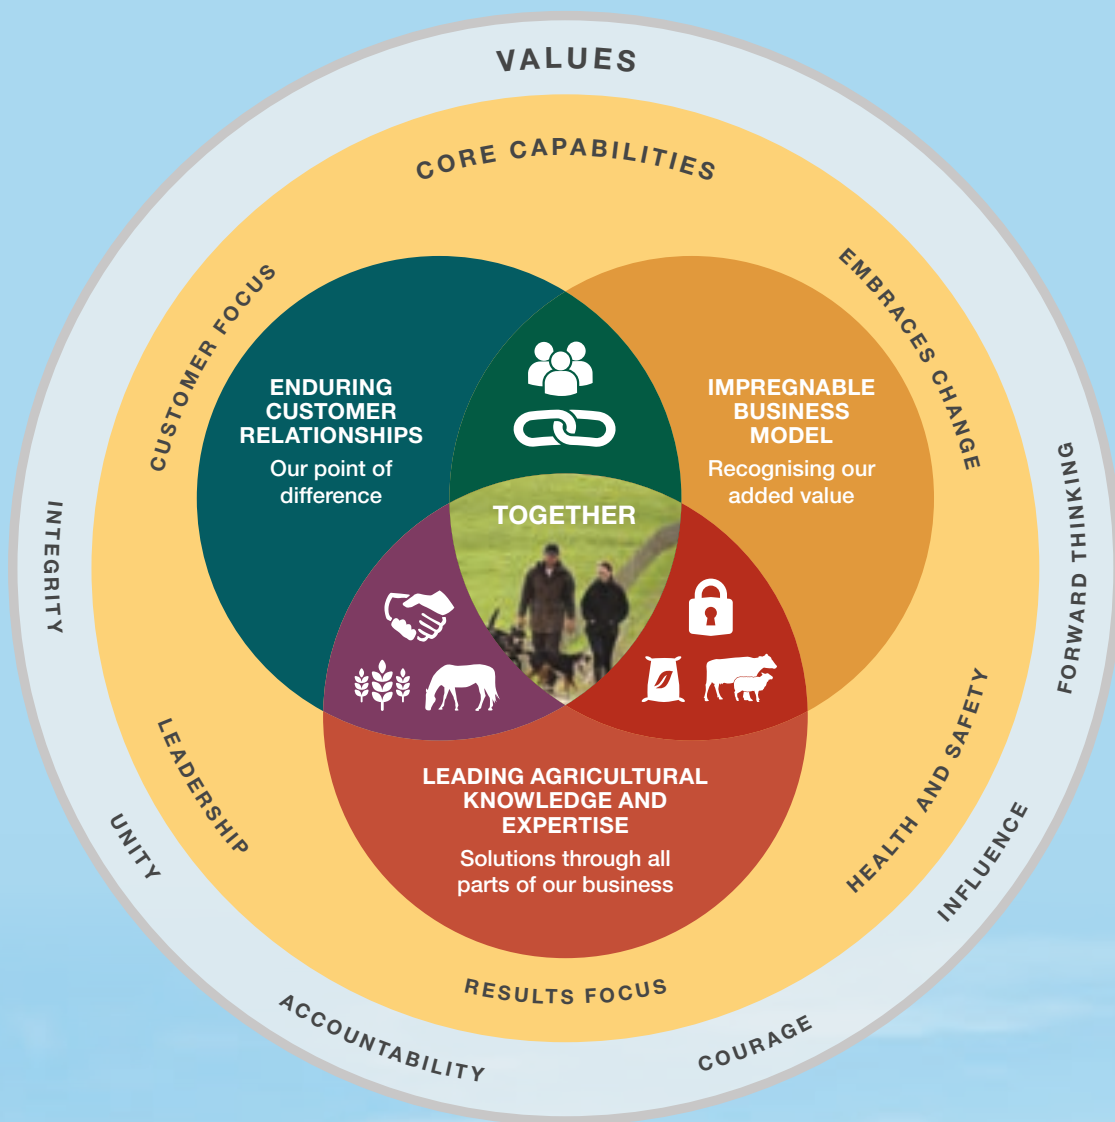 VALUES
CORE CAPABILITIES
CUSTOMER FOCUS
EMBRACES CHANGE
ENDURING
CUSTOMER
RELATIONSHIPS
Our point of
difference
IMPREGNABLE
BUSINESS
MODEL
Recognising our
added value
TOGETHER
INTEGRITY
FORWARD THINKING
LEADERSHIP
HEALTH AND SAFETY
LEADING AGRICULTURAL
KNOWLEDGE AND
EXPERTISE
Solutions through all
parts of our business
UNITY
INFLUENCE
RESULTS FOCUS
ACCOUNTABILITY
COURAGE